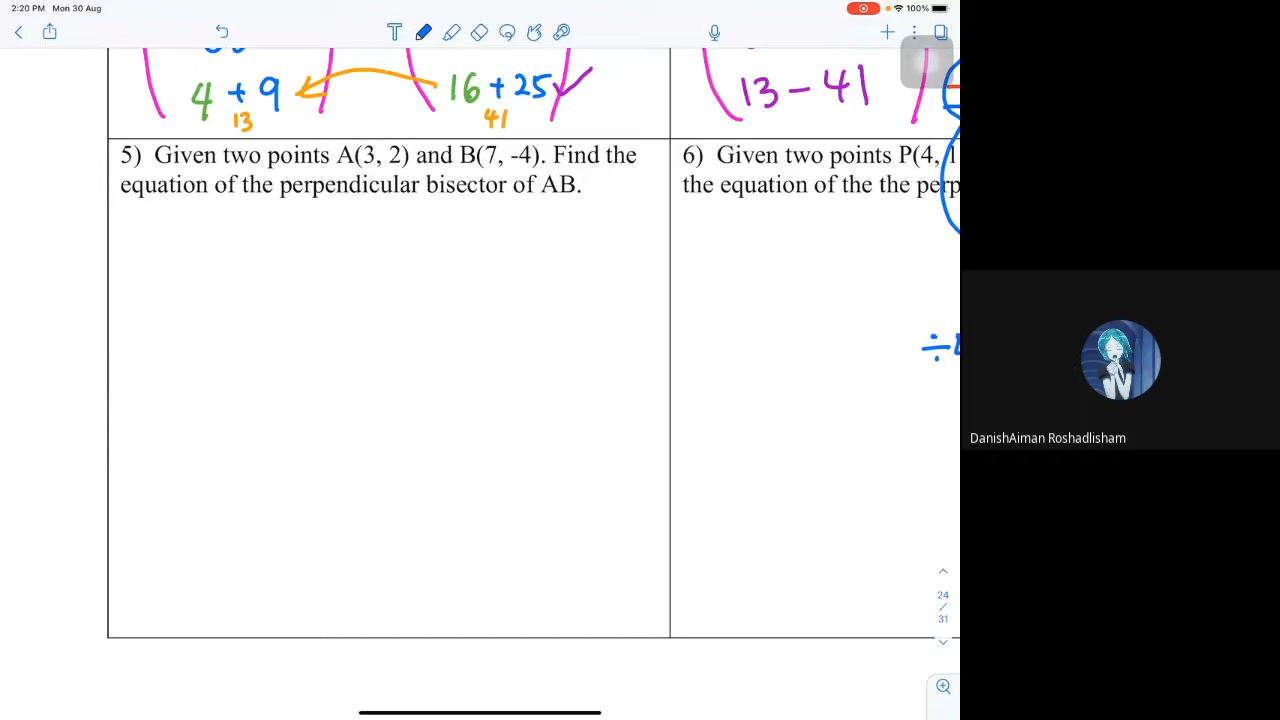 2:20 PM Mon 30 Aug
100%
4 + 9
13
16 + 25
41
13 - 41
5) Given two points A(3, 2) and B(7, -4). Find the
equation of the perpendicular bisector of AB.
6) Given two points P(4, 1
the equation of the the perp
÷
24
/
31
DanishAiman Roshadlisham